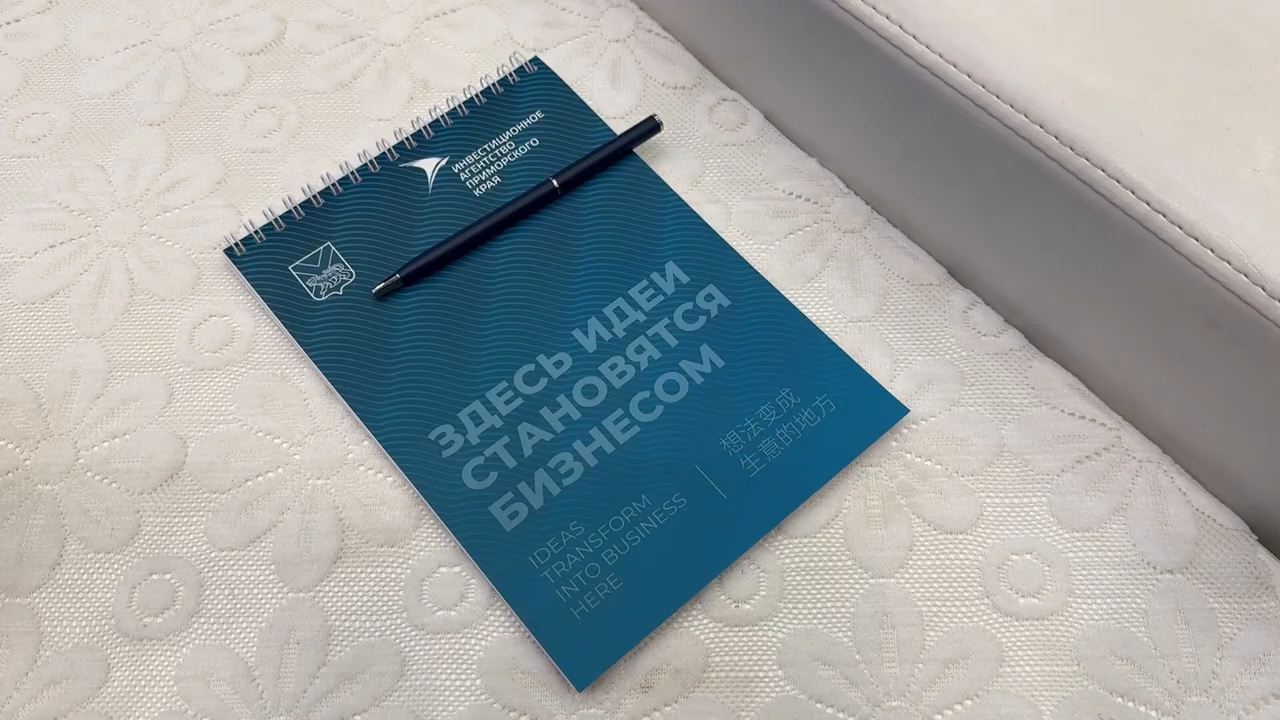 ИНВЕСТИЦИОННОЕ
АГЕНТСТВО
ПРИМОРСКОГО
КРАЯ
ЗДЕСЬ ИДЕИ
СТАНОВЯТСЯ
БИЗНЕСОМ
IDEAS
TRANSFORM
INTO BUSINESS
HERE
想法变成
生意的地方